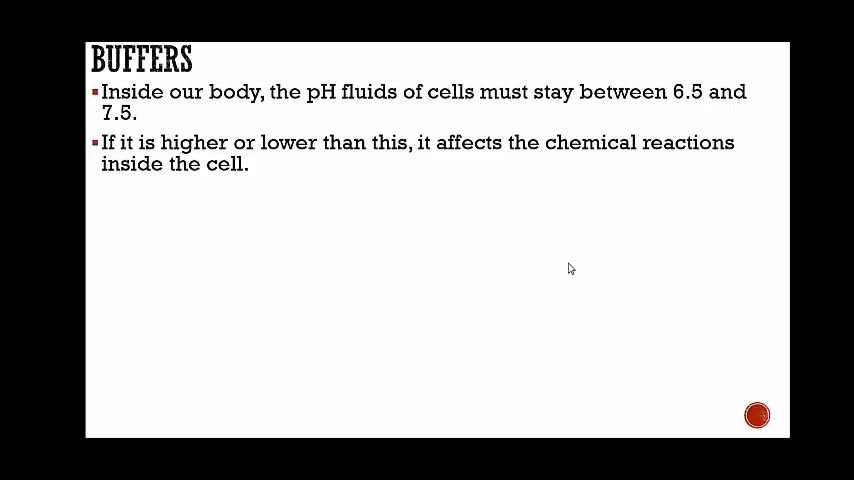 BUFFERS
Inside our body, the pH fluids of cells must stay between 6.5 and
7.5.
If it is higher or lower than this, it affects the chemical reactions
inside the cell.